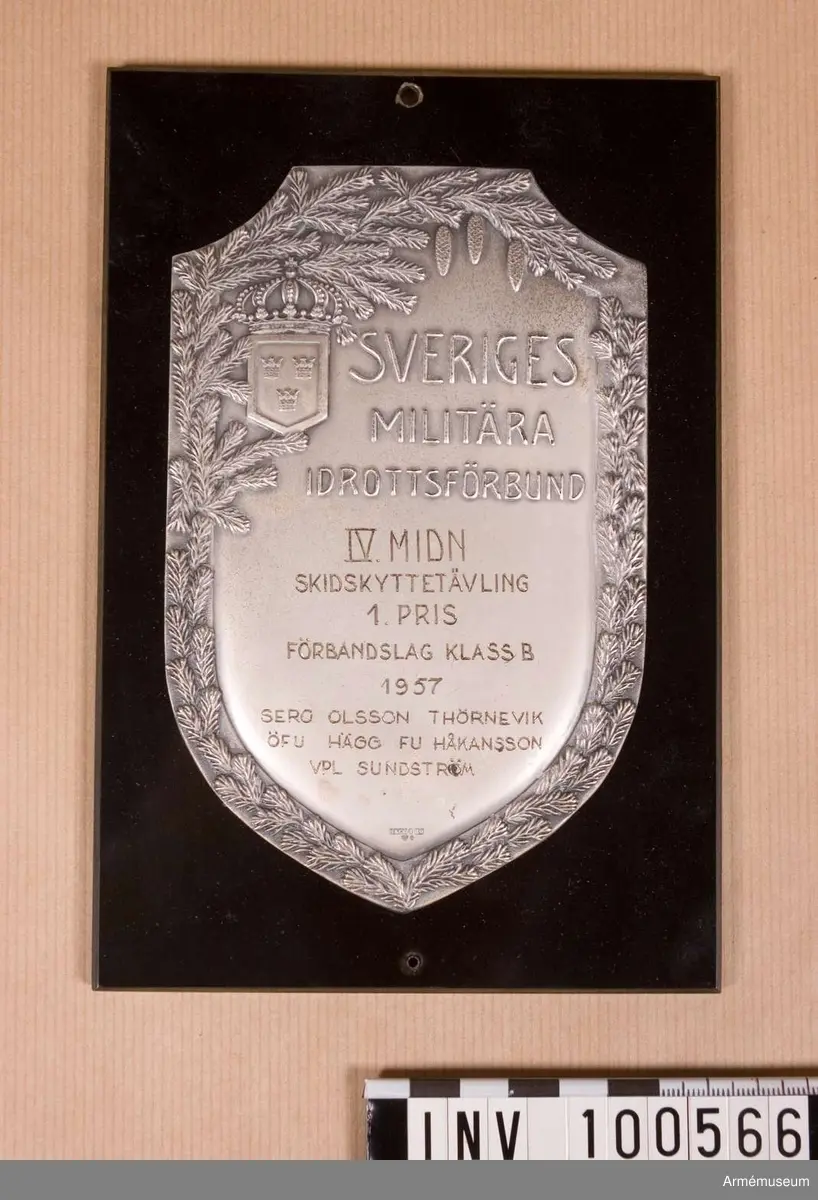 SVERIGES
MILITÄRA
IDROTTSFÖRBUND
IV. MIDN
SKIDSKYTTETÄVLING
1. PRIS
FÖRBANDSLAG KLASS B
1957
SERG OLSSON THÖRNEVIK
ÖFU HÄGG FU HÅKANSSON
VPL SUNDSTRÖM
INV 100566
Armémuseum